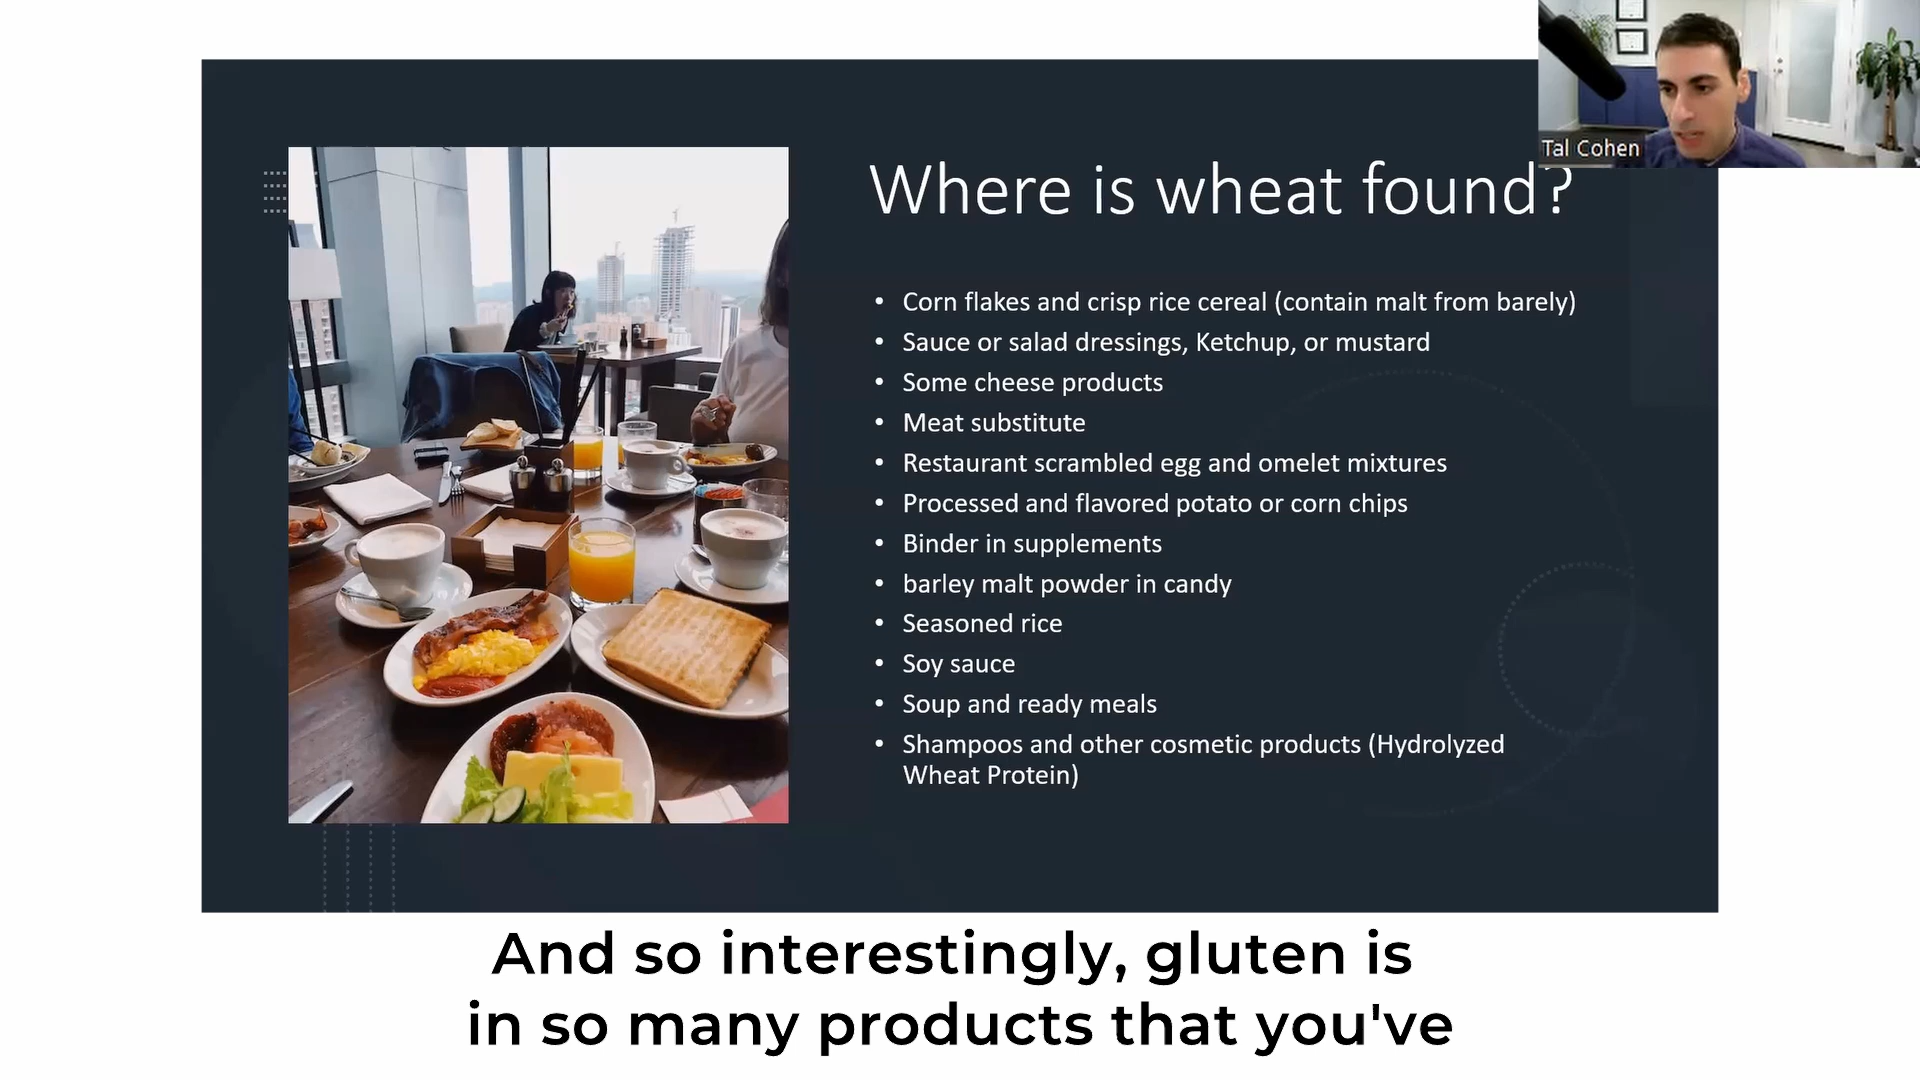 Tal Cohen
Where is wheat found?
• Corn flakes and crisp rice cereal (contain malt from barely)
• Sauce or salad dressings, Ketchup, or mustard
• Some cheese products
• Meat substitute
• Restaurant scrambled egg and omelet mixtures
• Processed and flavored potato or corn chips
• Binder in supplements
• barley malt powder in candy
• Seasoned rice
• Soy sauce
• Soup and ready meals
• Shampoos and other cosmetic products (Hydrolyzed
Wheat Protein)
And so interestingly, gluten is
in so many products that you've